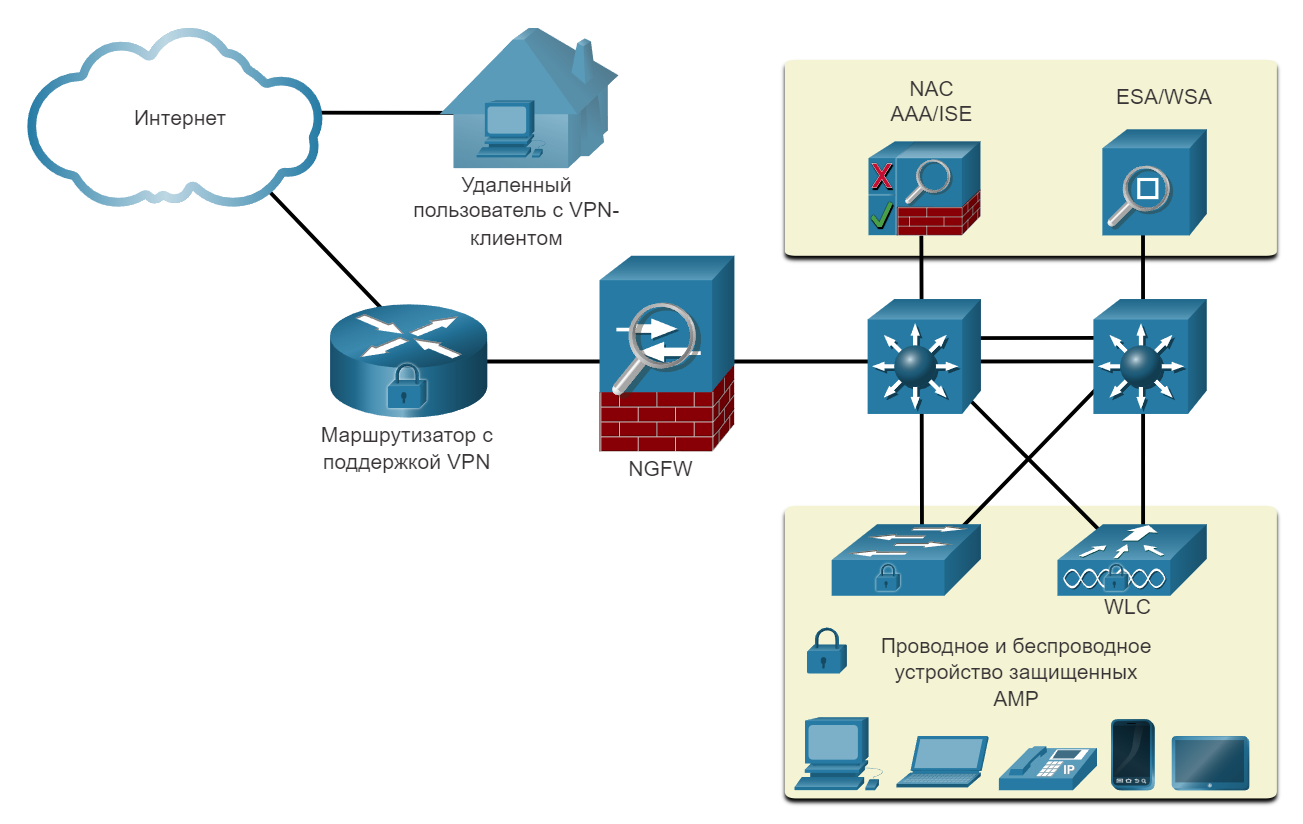 Интернет
Удаленный
пользователь с VPN-
клиентом
Маршрутизатор с
поддержкой VPN
NGFW
NAC
AAA/ISE
ESA/WSA
WLC
Проводное и беспроводное
устройство защищенных
AMP
IP